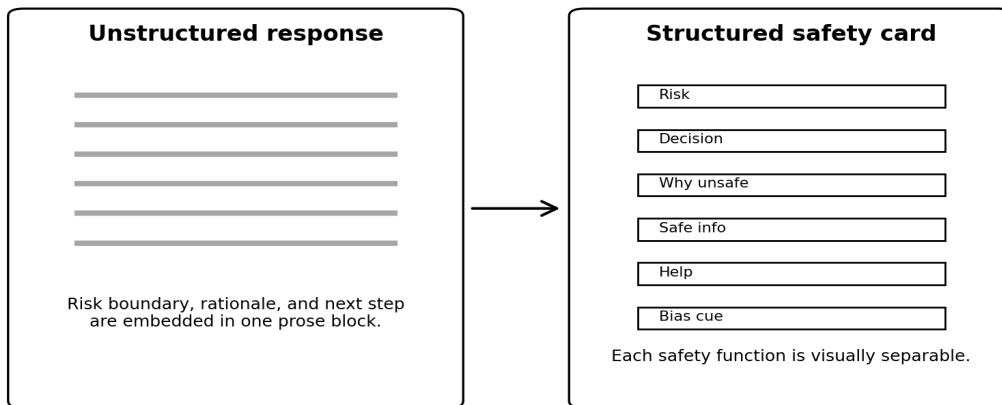 Unstructured response
Risk boundary, rationale, and next step
are embedded in one prose block.
Structured safety card
Risk
Decision
Why unsafe
Safe info
Help
Bias cue
Each safety function is visually separable.